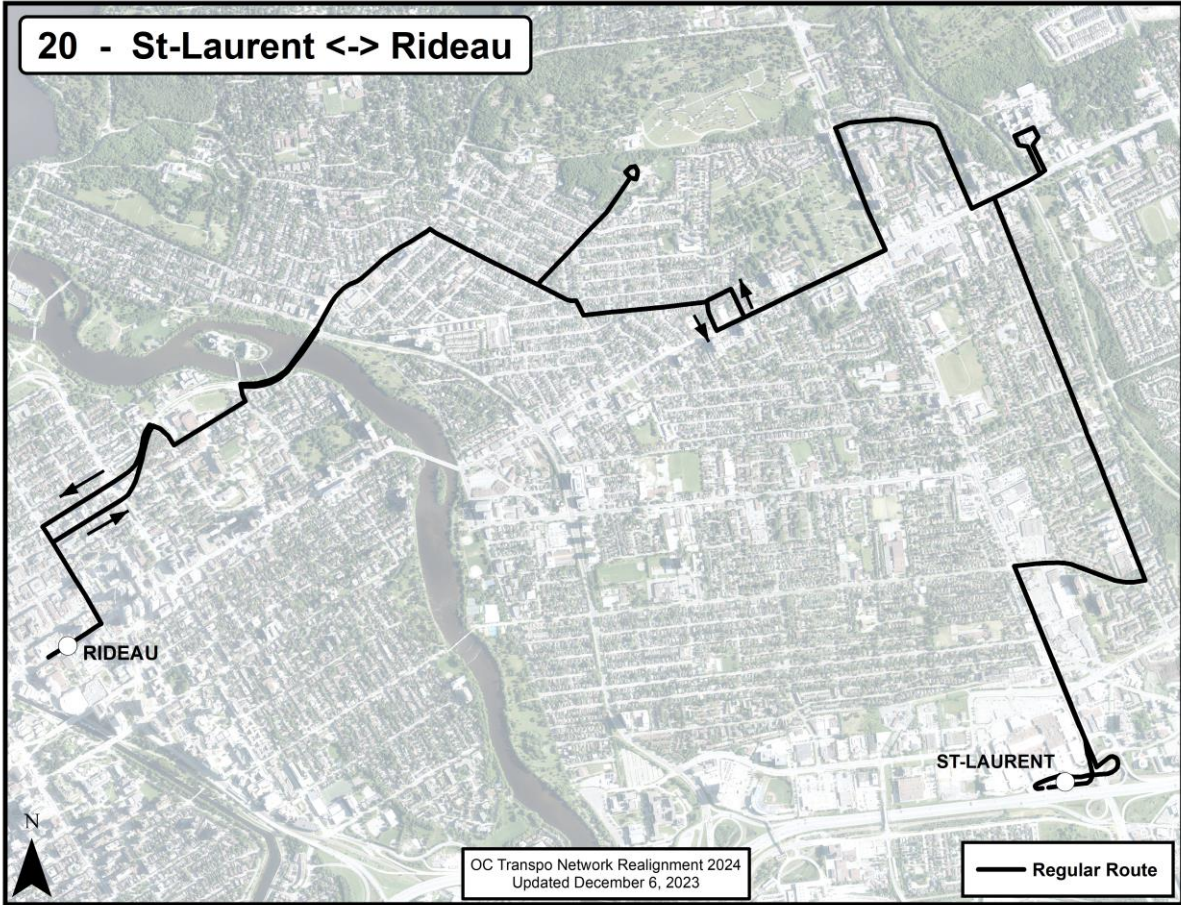 20 - St-Laurent <-> Rideau
RIDEAU
ST-LAURENT
N
OC Transpo Network Realignment 2024
Updated December 6, 2023
Regular Route